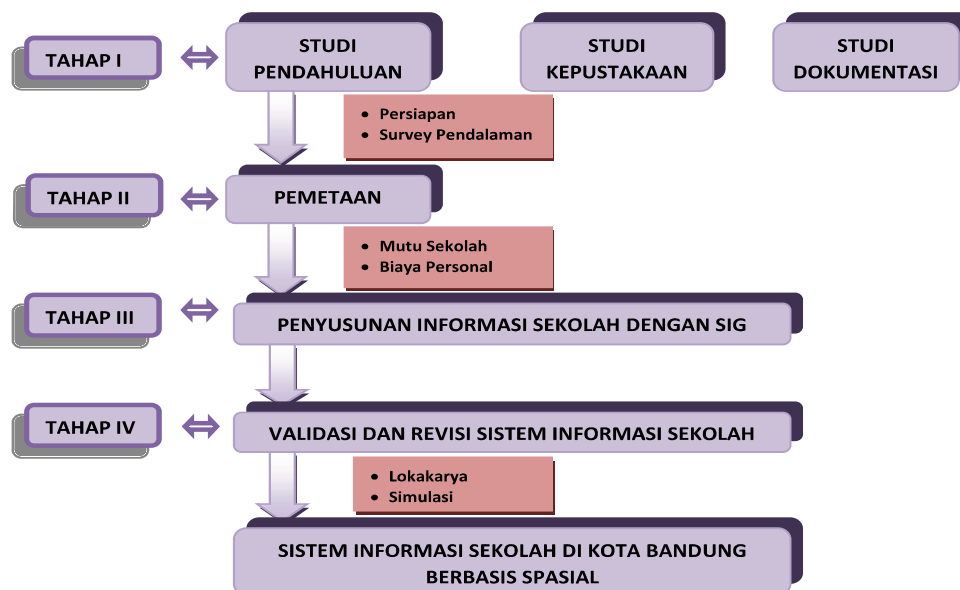 TAHAP I
STUDI
PENDAHULUAN
STUDI
KEPUSTAKAAN
STUDI
DOKUMENTASI
• Persiapan
• Survey Pendalaman
TAHAP II
PEMETAAN
• Mutu Sekolah
• Biaya Personal
TAHAP III
PENYUSUNAN INFORMASI SEKOLAH DENGAN SIG
TAHAP IV
VALIDASI DAN REVISI SISTEM INFORMASI SEKOLAH
• Lokakarya
• Simulasi
SISTEM INFORMASI SEKOLAH DI KOTA BANDUNG
BERBASIS SPASIAL